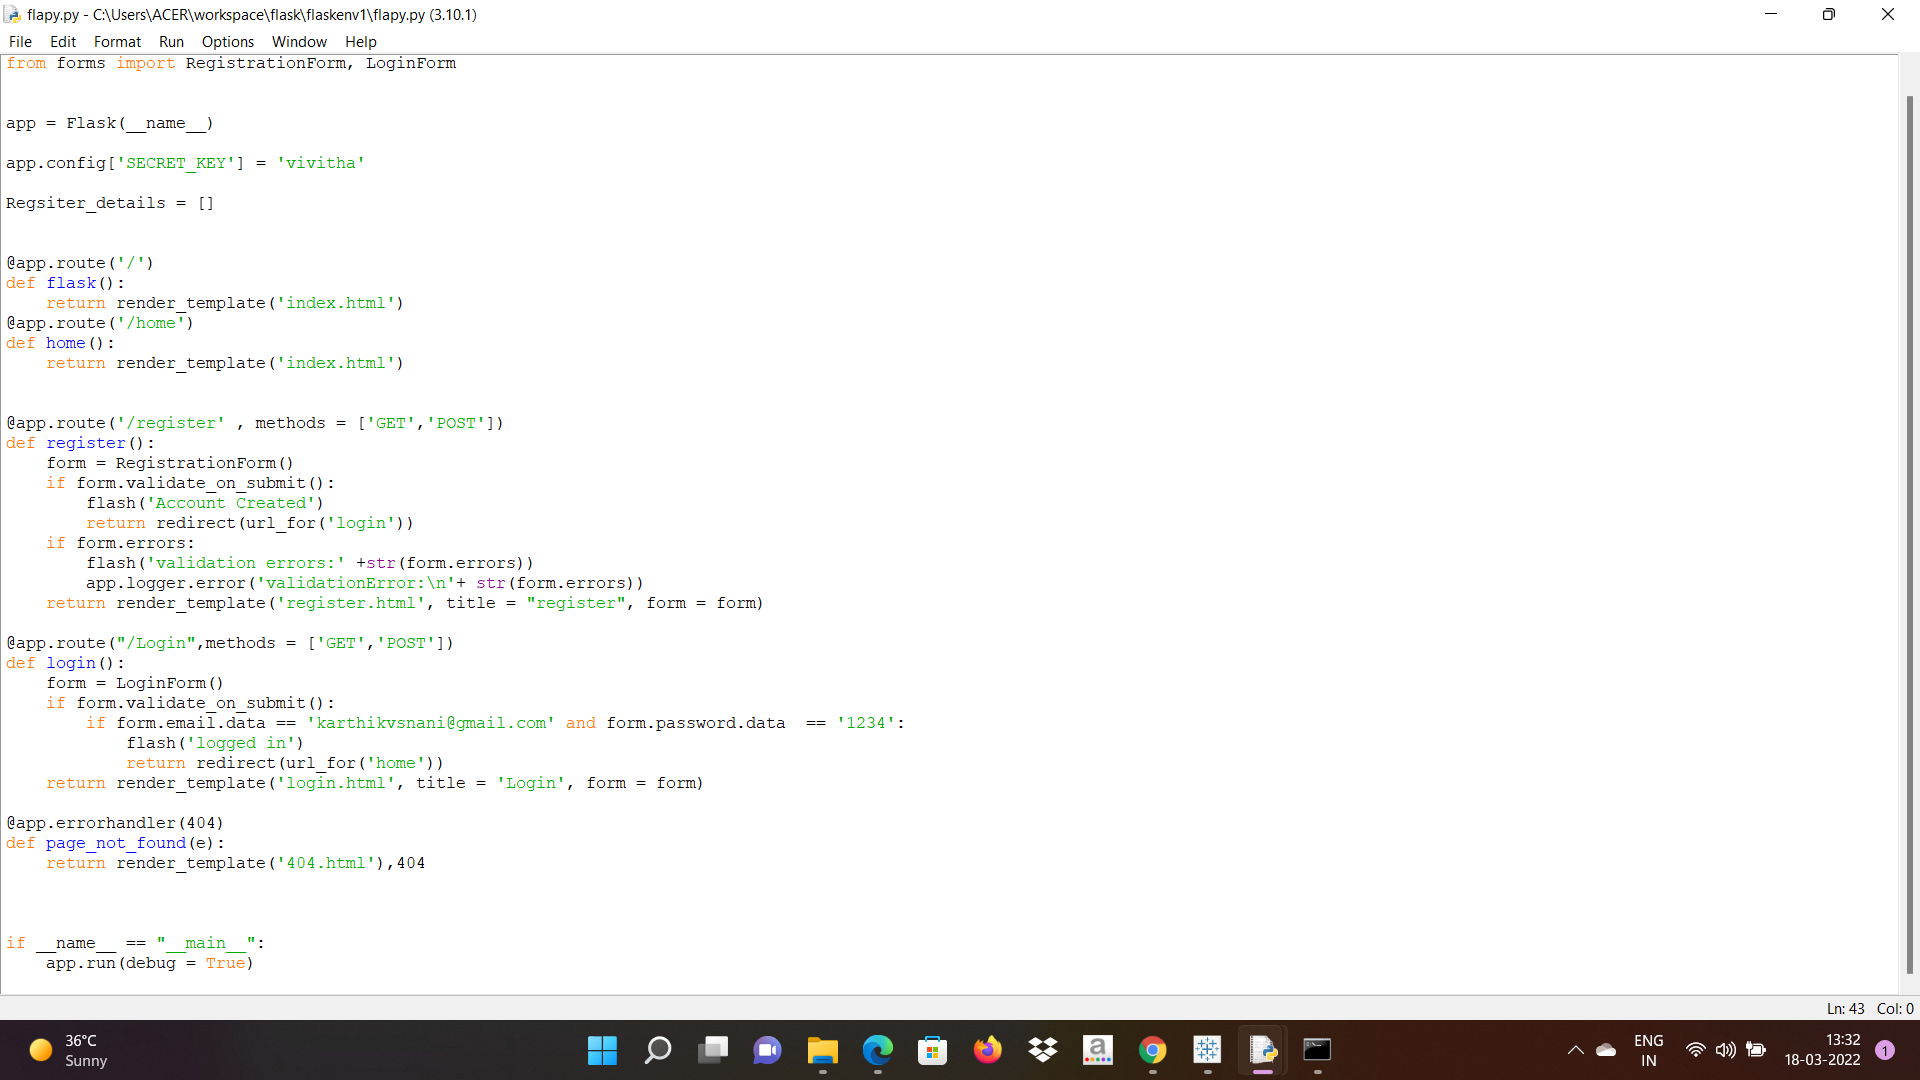 flapy.py - C:\Users\ACER\workspace\flask\flaskenv1\flapy.py (3.10.1)
File Edit Format Run Options Window Help
from forms import RegistrationForm, LoginForm
app = Flask(__name__)
app.config['SECRET_KEY'] = 'vivitha'
Regsiter_details = []
@app.route('/')
def flask():
    return render_template('index.html')
@app.route('/home')
def home():
    return render_template('index.html')
@app.route('/register' , methods = ['GET','POST'])
def register():
    form = RegistrationForm()
    if form.validate_on_submit():
        flash('Account Created')
        return redirect(url_for('login'))
    if form.errors:
        flash('validation errors:' +str(form.errors))
        app.logger.error('validationError:\n'+ str(form.errors))
    return render_template('register.html', title = "register", form = form)
@app.route("/Login",methods = ['GET','POST'])
def login():
    form = LoginForm()
    if form.validate_on_submit():
        if form.email.data == 'karthikvsnani@gmail.com' and form.password.data  == '1234':
            flash('logged in')
            return redirect(url_for('home'))
    return render_template('login.html', title = 'Login', form = form)
@app.errorhandler(404)
def page_not_found(e):
    return render_template('404.html'),404
if __name__ == "__main__":
    app.run(debug = True)
Ln: 43 Col: 0
36°C
Sunny
a
ENG
IN
13:32
18-03-2022
1